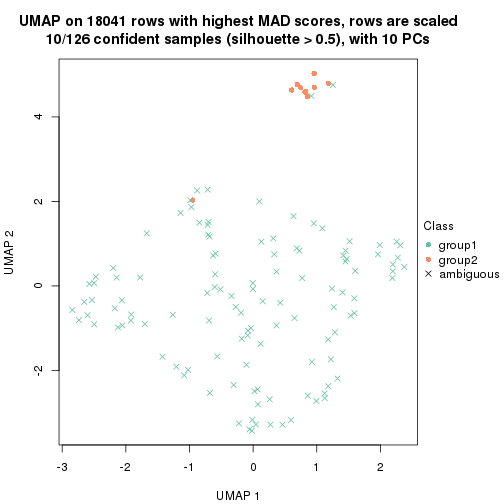 UMAP on 18041 rows with highest MAD scores, rows are scaled
10/126 confident samples (silhouette > 0.5), with 10 PCs
4
2
0
-2
UMAP 2
-3
-2
-1
0
1
2
UMAP 1
Class
group1
group2
ambiguous